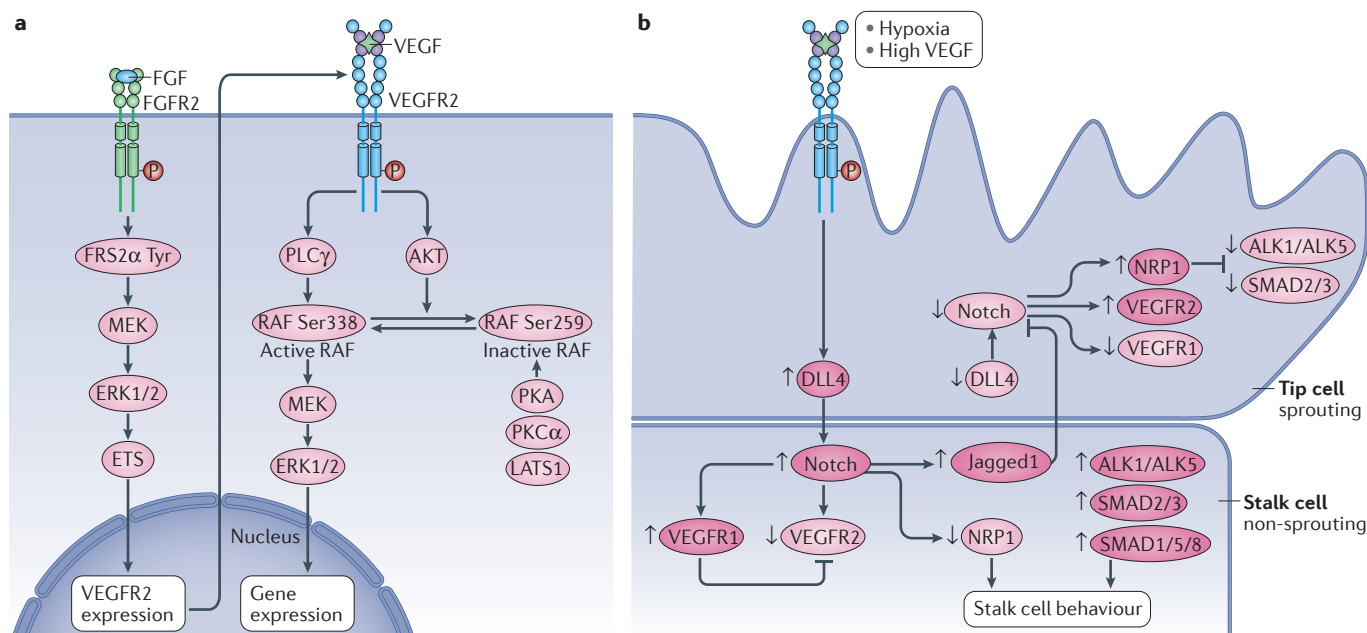 a
VEGF
FGF
FGFR2
VEGFR2
P
P
FRS2α Tyr
PLCγ
AKT
MEK
RAF Ser338
RAF Ser259
Active RAF
Inactive RAF
ERK1/2
MEK
PKA
PKCα
ETS
ERK1/2
LATS1
Nucleus
VEGFR2
expression
Gene
expression
b
• Hypoxia
• High VEGF
P
↓ ALK1/ALK5
↑ NRP1
↓ SMAD2/3
↓ Notch
↑ VEGFR2
↓ VEGFR1
↑ DLL4
↓ DLL4
Tip cell
sprouting
↑ Notch
↑ Jagged1
↑ ALK1/ALK5
↑ SMAD2/3
Stalk cell
non-sprouting
↑ VEGFR1
↓ VEGFR2
↓ NRP1
↑ SMAD1/5/8
Stalk cell behaviour